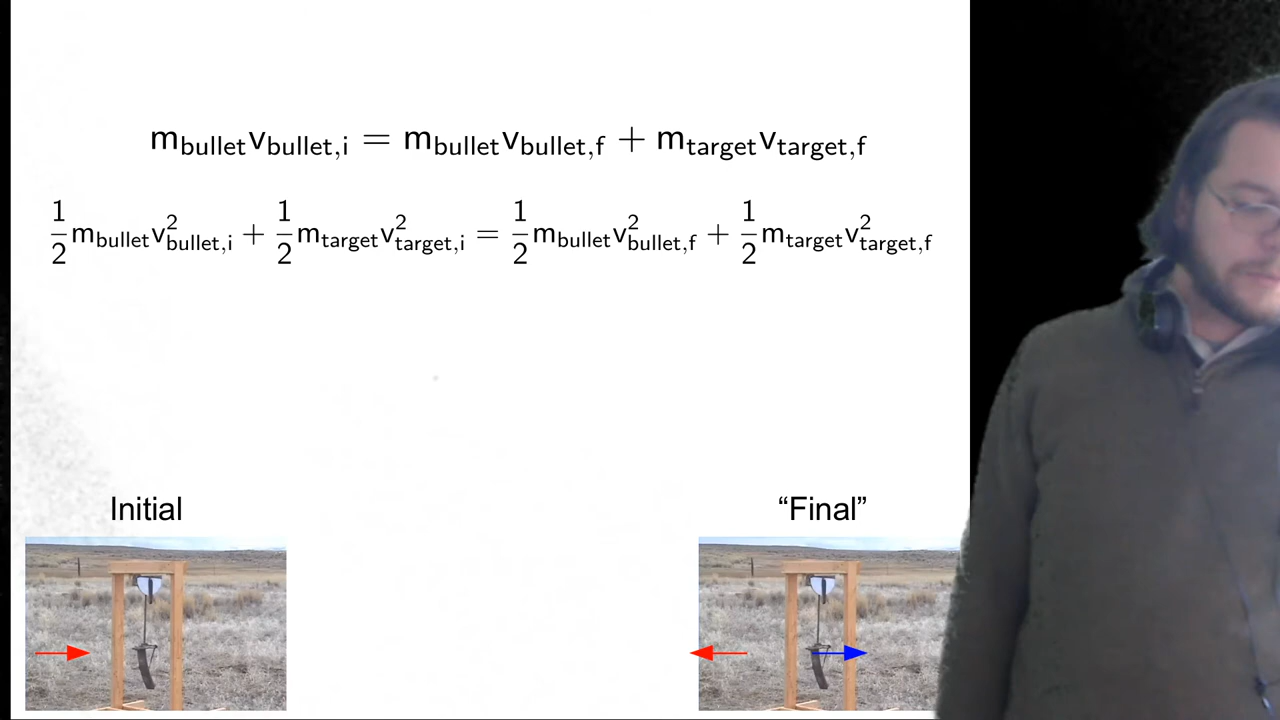 m_bullet v_bullet,i = m_bullet v_bullet,f + m_target v_target,f
1/2 m_bullet v²_bullet,i + 1/2 m_target v²_target,i = 1/2 m_bullet v²_bullet,f + 1/2 m_target v²_target,f
Initial
“Final”